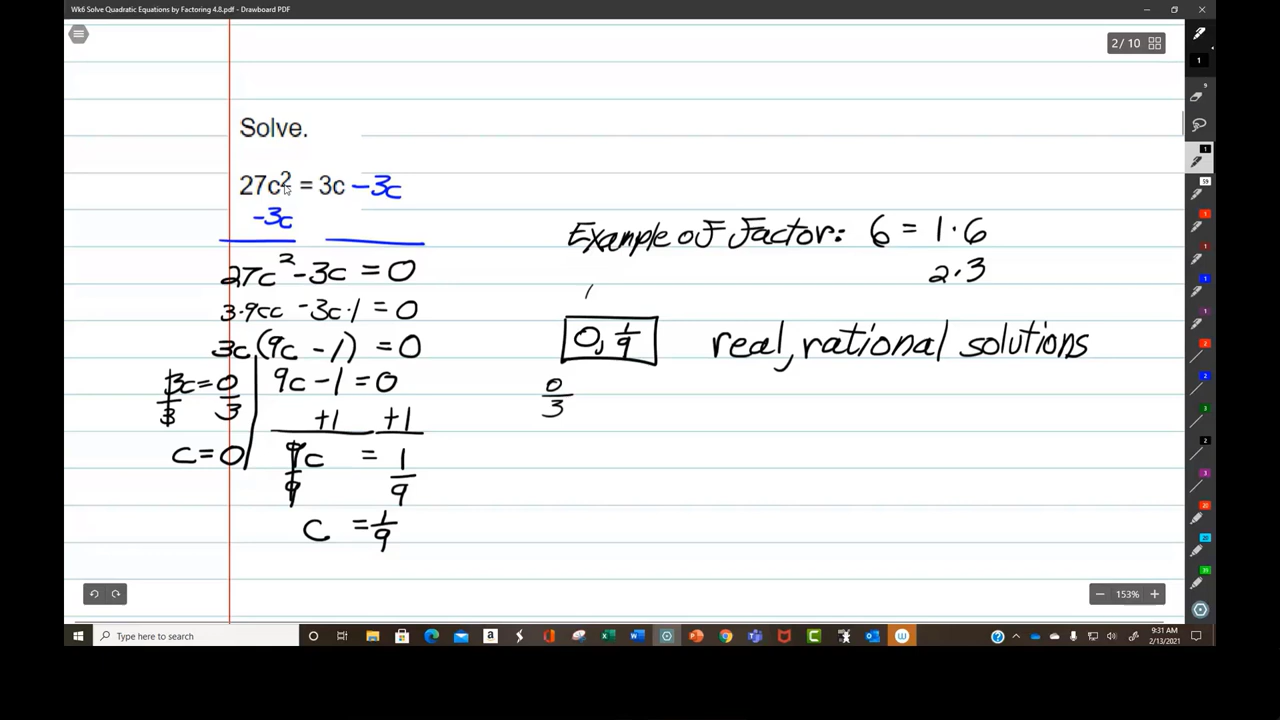 Wk6 Solve Quadratic Equations by Factoring 4.8.pdf - Drawboard PDF
2 / 10
Solve.
27c² = 3c -3c
-3c
27c² - 3c = 0
3·9cc - 3c·1 = 0
3c(9c - 1) = 0
3c = 0
3 3
c = 0
9c - 1 = 0
+1 +1
9c = 1
9 9
c = 1/9
Example of Factor: 6 = 1·6
2·3
0, 1/9 real, rational solutions
0/3
153%
Type here to search
9:31 AM
2/13/2021